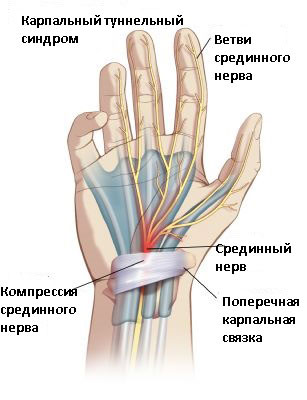 Карпальный туннельный
синдром
Ветви
срединного
нерва
Срединный
нерв
Компрессия
срединного
нерва
Поперечная
карпальная
связка